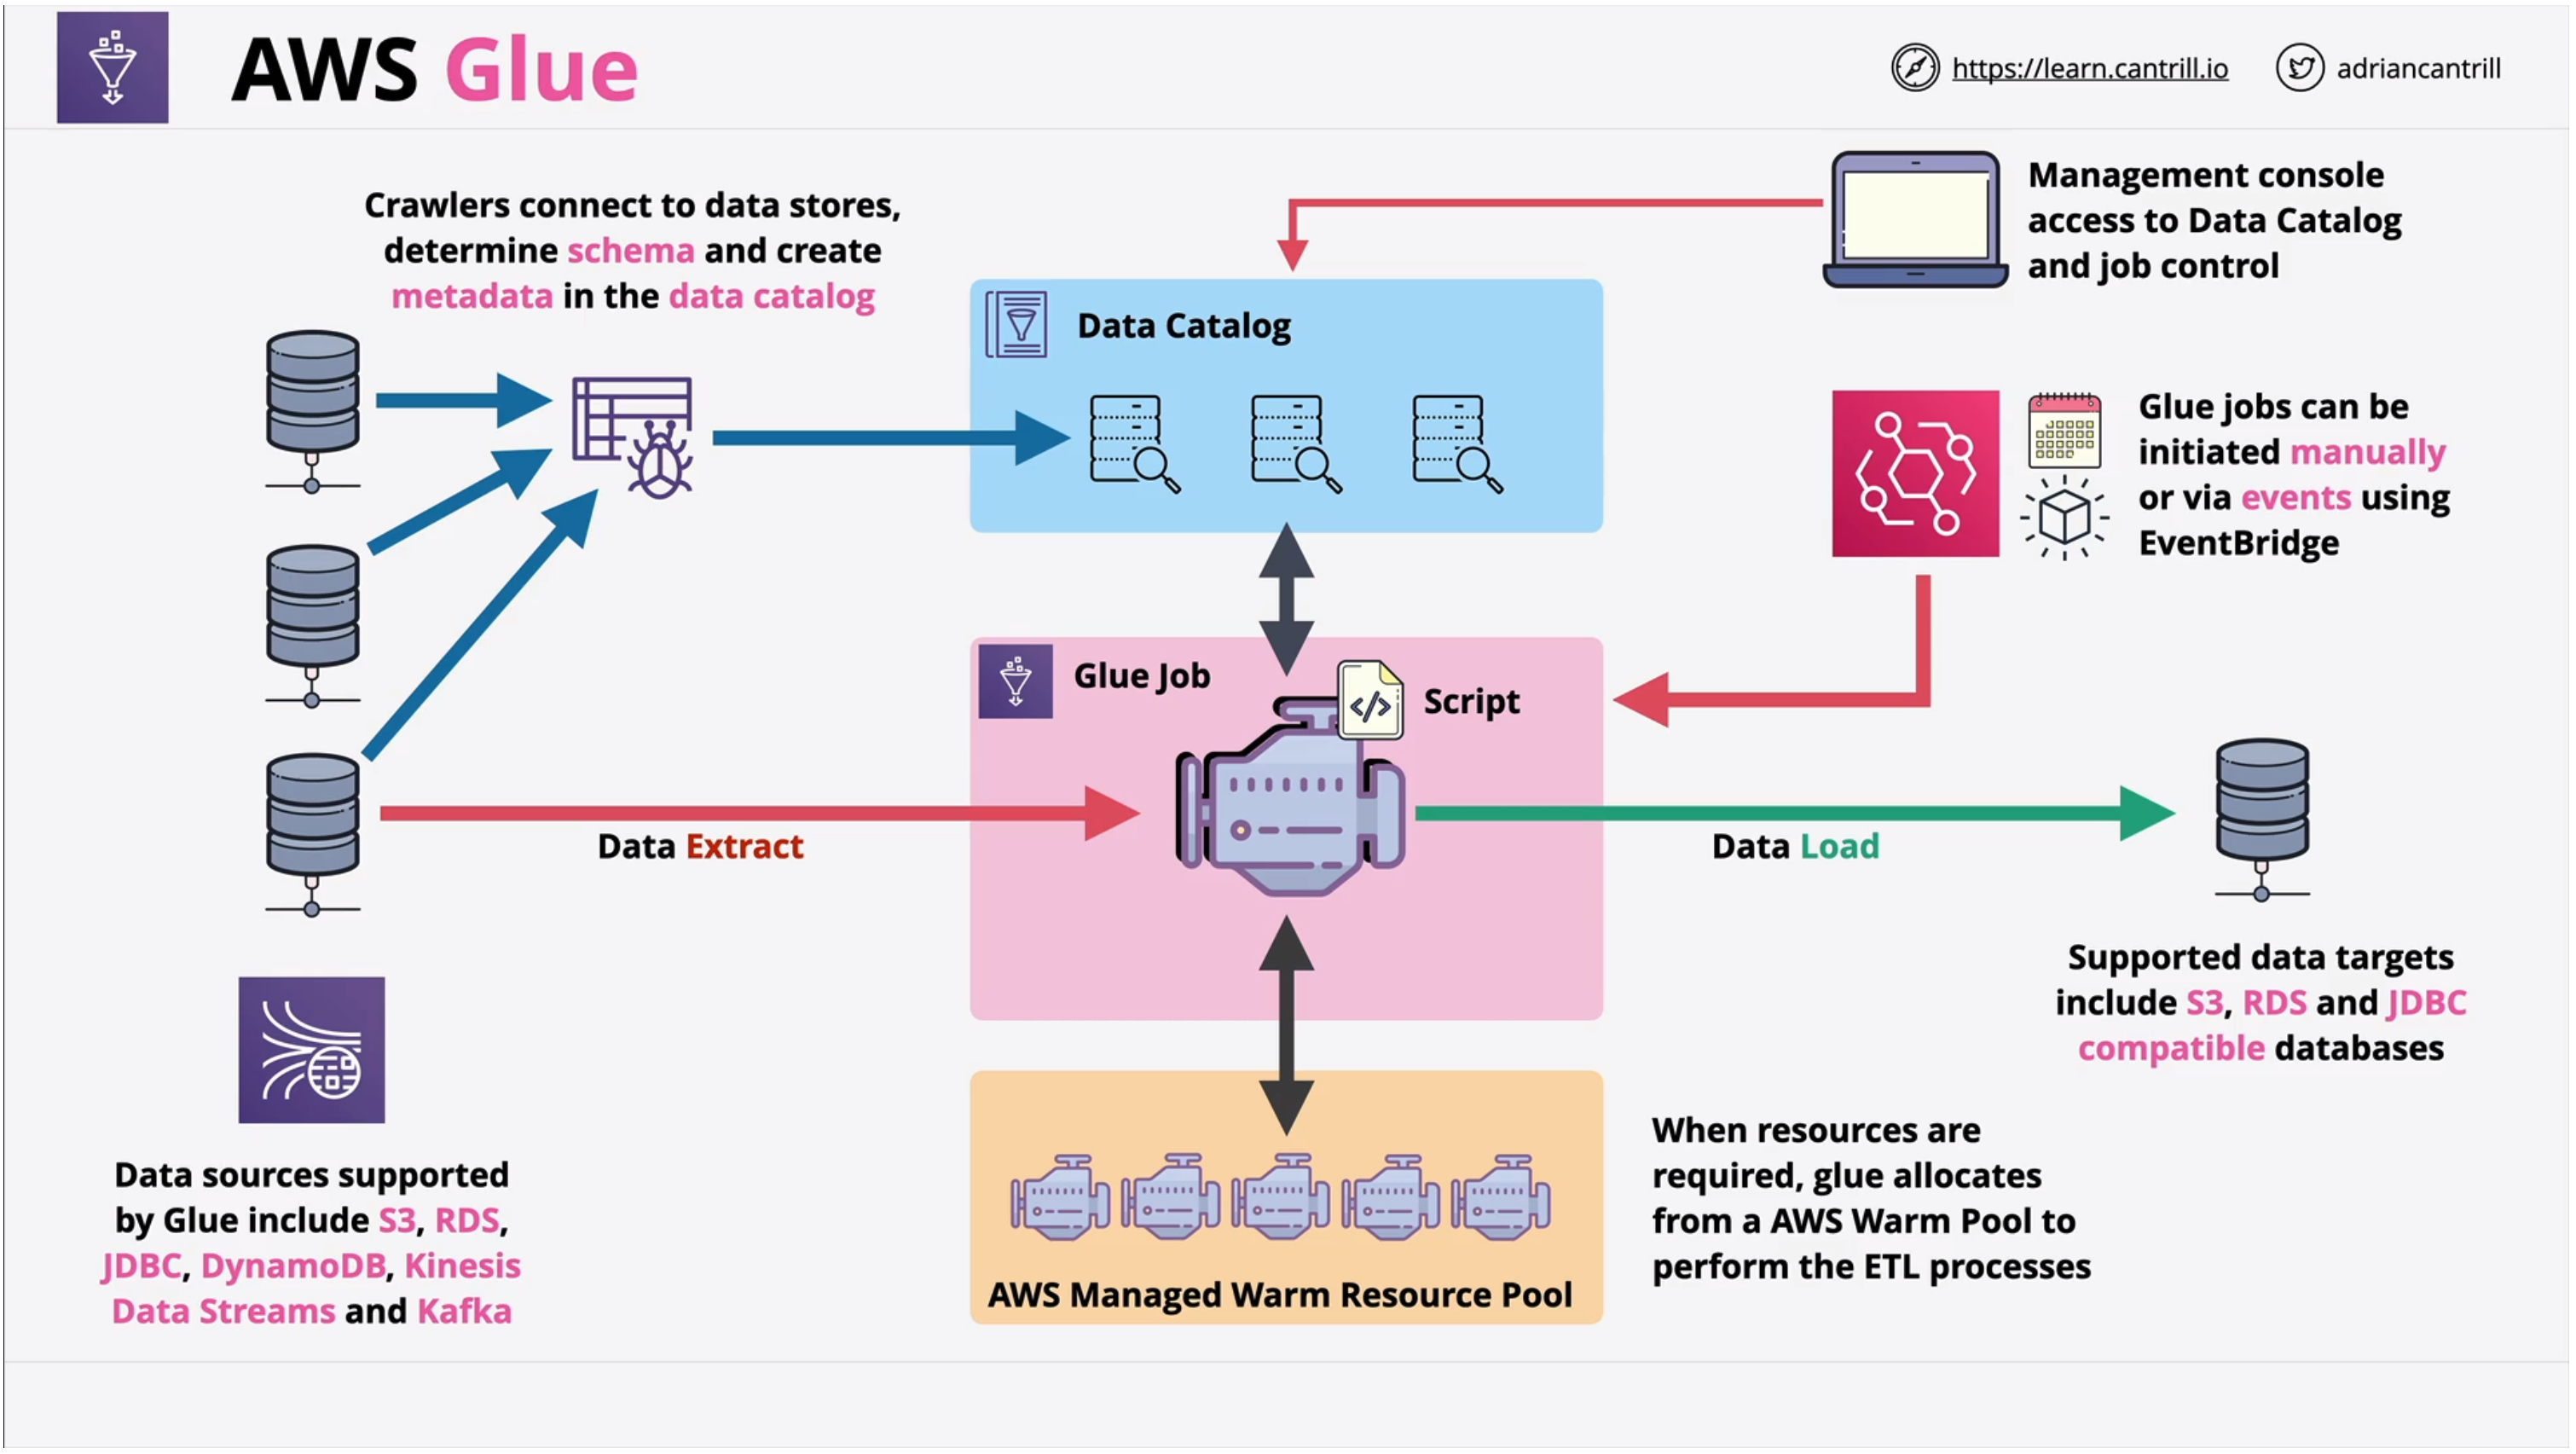 AWS Glue
https://learn.cantrill.io
adriancantrill
Crawlers connect to data stores,
determine schema and create
metadata in the data catalog
Management console
access to Data Catalog
and job control
Data Catalog
Glue jobs can be
initiated manually
or via events using
EventBridge
Glue Job
</>
Script
Data Extract
Data Load
Supported data targets
include S3, RDS and JDBC
compatible databases
Data sources supported
by Glue include S3, RDS,
JDBC, DynamoDB, Kinesis
Data Streams and Kafka
AWS Managed Warm Resource Pool
When resources are
required, glue allocates
from a AWS Warm Pool to
perform the ETL processes